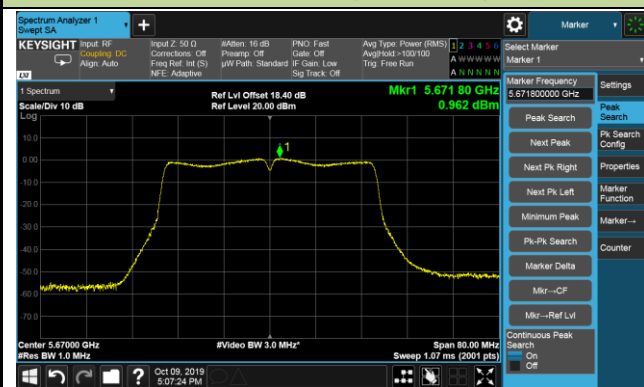 Spectrum Analyzer 1
Swept SA
+
Marker
KEYSIGHT
LXI
Input: RF
Coupling: DC
Align: Auto
Input Z: 50 Ω
Corrections: Off
Freq Ref: Int (S)
NFE: Adaptive
#Atten: 16 dB
Preamp: Off
µW Path: Standard
PNO: Fast
Gate: Off
IF Gain: Low
Sig Track: Off
Avg Type: Power (RMS)
Avg|Hold:>100/100
Trig: Free Run
1 2 3 4 5 6
A W W W W W
A N N N N N
Select Marker
Marker 1
1 Spectrum
Scale/Div 10 dB
Log
Ref Lvl Offset 18.40 dB
Ref Level 20.00 dBm
Mkr1 5.671 80 GHz
0.962 dBm
10.0
0.00
-10.0
-20.0
-30.0
-40.0
-50.0
-60.0
-70.0
1
Center 5.67000 GHz
#Res BW 1.0 MHz
#Video BW 3.0 MHz*
Span 80.00 MHz
Sweep 1.07 ms (2001 pts)
Marker Frequency
5.671800000 GHz
Peak Search
Next Peak
Next Pk Right
Next Pk Left
Minimum Peak
Pk-Pk Search
Marker Delta
Mkr→CF
Mkr→Ref Lvl
Continuous Peak
Search
On
Off
Settings
Peak
Search
Pk Search
Config
Properties
Marker
Function
Marker→
Counter
?
Oct 09, 2019
5:07:24 PM